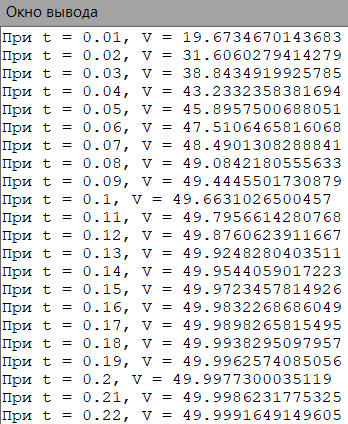 Окно вывода
При t = 0.01, V = 19.6734670143683
При t = 0.02, V = 31.6060279414279
При t = 0.03, V = 38.8434919925785
При t = 0.04, V = 43.2332358381694
При t = 0.05, V = 45.8957500688051
При t = 0.06, V = 47.5106465816068
При t = 0.07, V = 48.4901308288841
При t = 0.08, V = 49.0842180555633
При t = 0.09, V = 49.4445501730879
При t = 0.1, V = 49.6631026500457
При t = 0.11, V = 49.7956614280768
При t = 0.12, V = 49.8760623911667
При t = 0.13, V = 49.9248280403511
При t = 0.14, V = 49.9544059017223
При t = 0.15, V = 49.9723457814926
При t = 0.16, V = 49.9832268686049
При t = 0.17, V = 49.9898265815495
При t = 0.18, V = 49.9938295097957
При t = 0.19, V = 49.9962574085056
При t = 0.2, V = 49.9977300035119
При t = 0.21, V = 49.9986231775325
При t = 0.22, V = 49.9991649149605